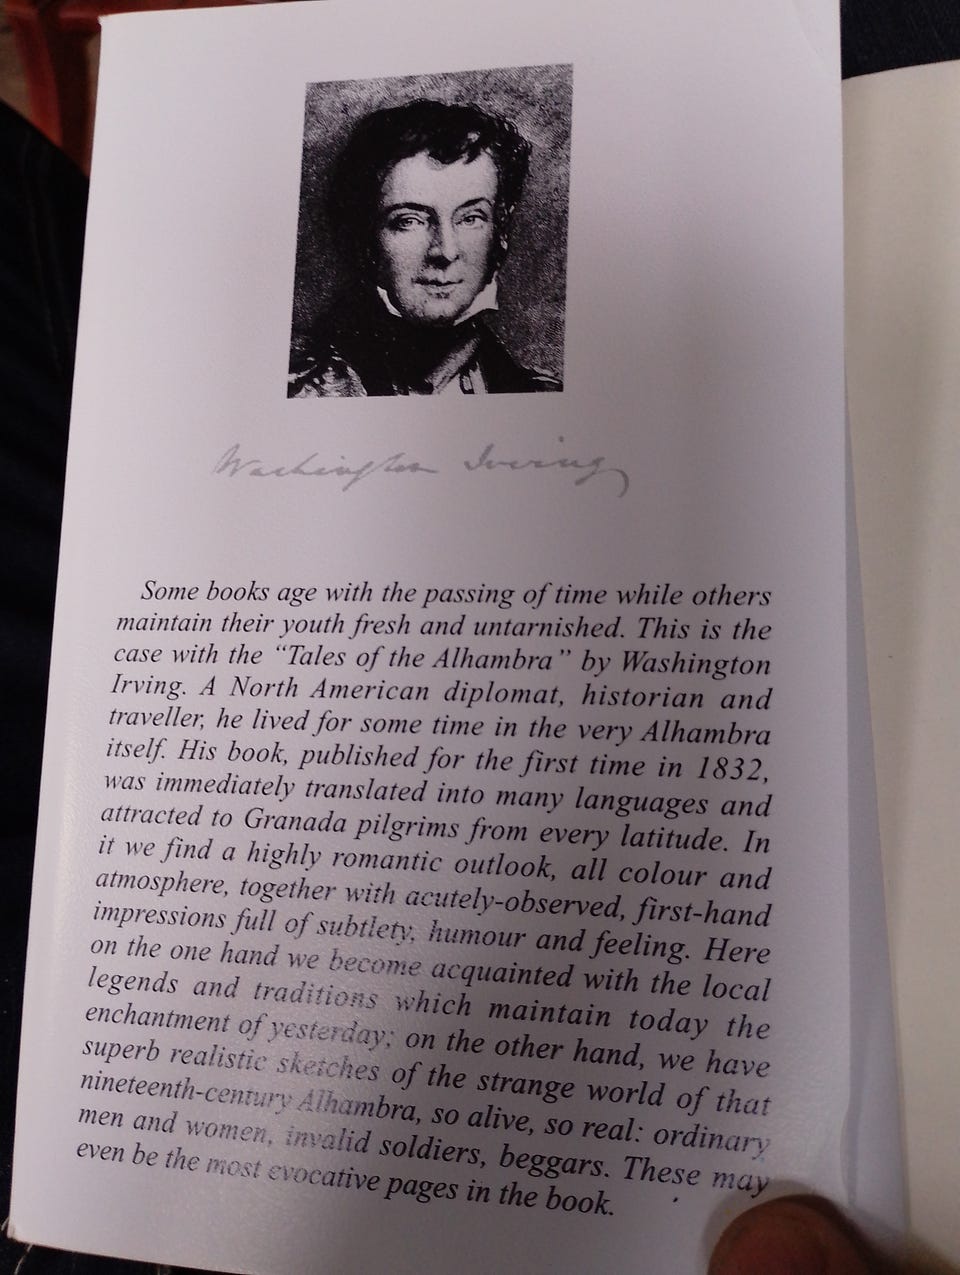 Washington Irving
Some books age with the passing of time while others
maintain their youth fresh and untarnished. This is the
case with the “Tales of the Alhambra” by Washington
Irving. A North American diplomat, historian and
traveller, he lived for some time in the very Alhambra
itself. His book, published for the first time in 1832,
was immediately translated into many languages and
attracted to Granada pilgrims from every latitude. In
it we find a highly romantic outlook, all colour and
atmosphere, together with acutely-observed, first-hand
impressions full of subtlety, humour and feeling. Here
on the one hand we become acquainted with the local
legends and traditions which maintain today the
enchantment of yesterday; on the other hand, we have
superb realistic sketches of the strange world of that
nineteenth-century Alhambra, so alive, so real: ordinary
men and women, invalid soldiers, beggars. These may
even be the most evocative pages in the book.